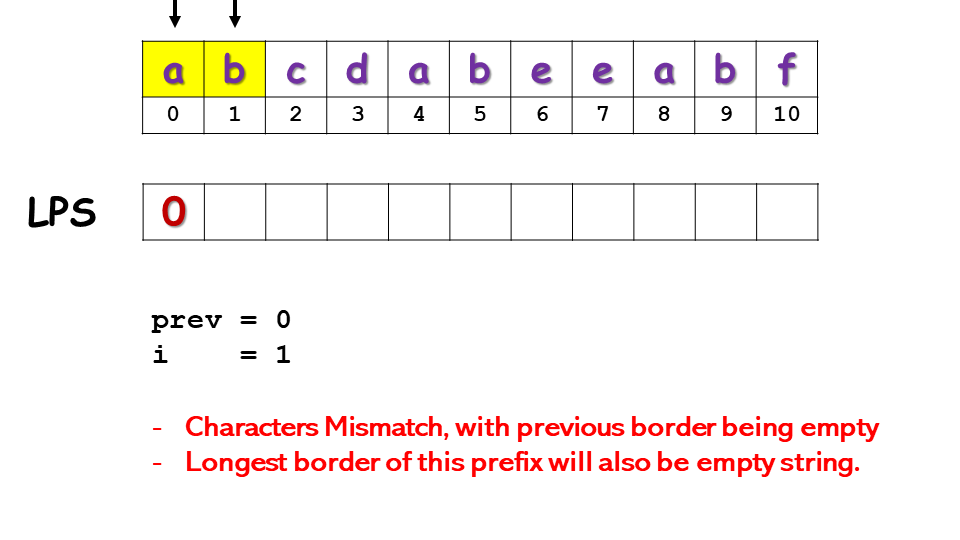 a b c d a b e e a b f
0 1 2 3 4 5 6 7 8 9 10
LPS 0
prev = 0
i = 1
- Characters Mismatch, with previous border being empty
- Longest border of this prefix will also be empty string.